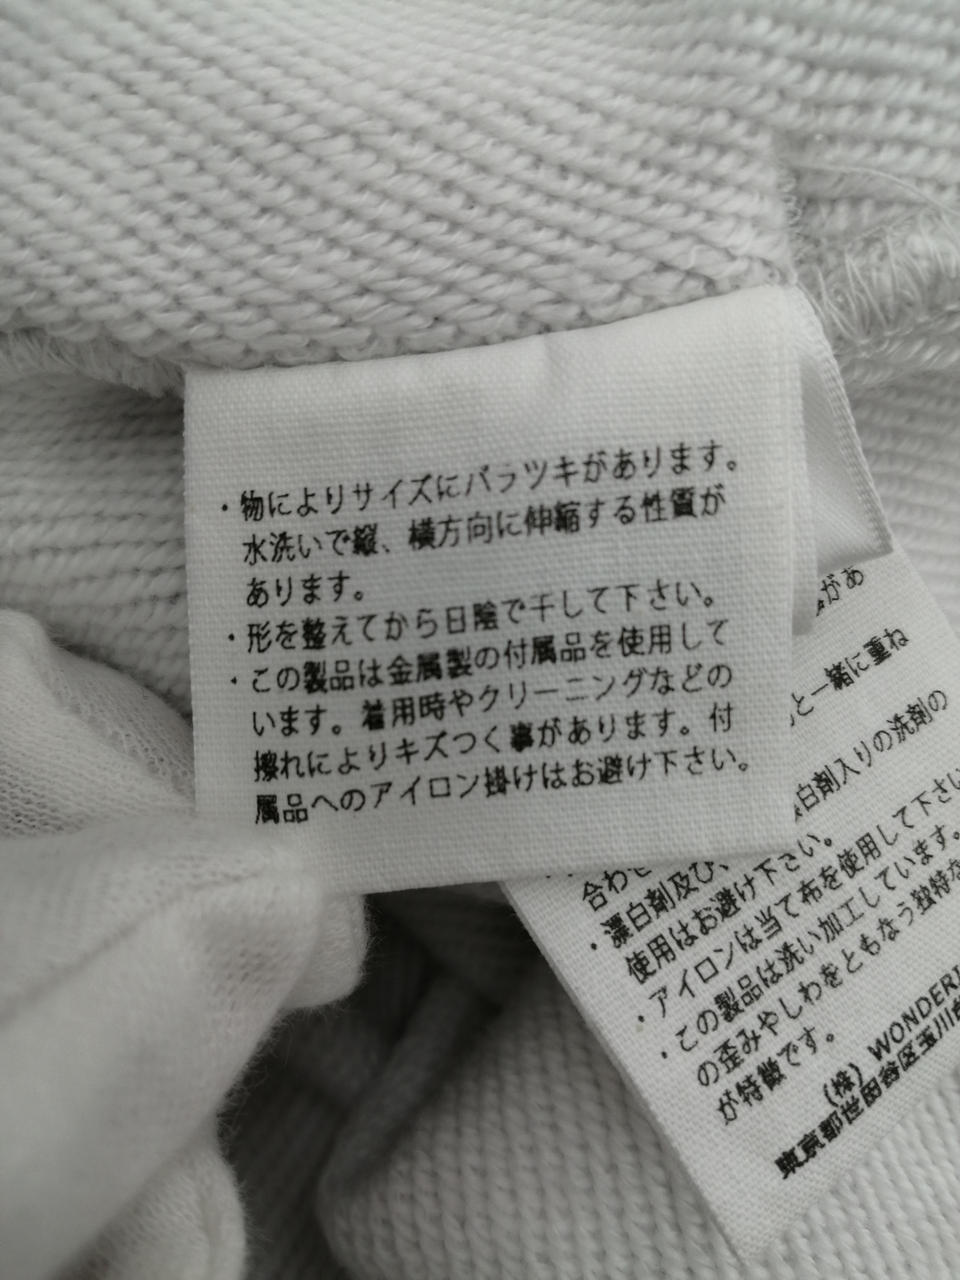 ・物によりサイズにバラツキがあります。
水洗いで縦、横方向に伸縮する性質が
あります。
・形を整えてから日陰で干して下さい。
・この製品は金属製の付属品を使用して
います。着用時やクリーニングなどの
擦れによりキズつく事があります。付
属品へのアイロン掛けはお避け下さい。
があ
と一緒に重ね
合わせ
白剤入りの洗剤の
・漂白剤及び、
使用はお避け下さい。
・アイロンは当て布を使用して下さい
・この製品は洗い加工しています。
の歪みやしわをともなう独特な
が特徴です。
(株) WONDER
東京都世田谷区玉川